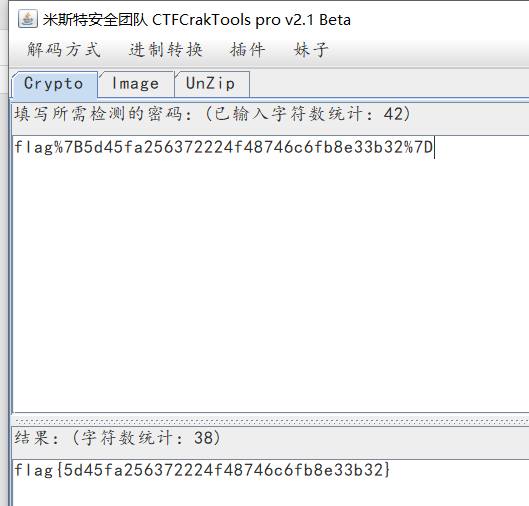 米斯特安全团队 CTFCrakTools pro v2.1 Beta
解码方式 进制转换 插件 妹子
Crypto Image UnZip
填写所需检测的密码：(已输入字符数统计：42)
flag%7B5d45fa256372224f48746c6fb8e33b32%7D
结果：(字符数统计：38)
flag{5d45fa256372224f48746c6fb8e33b32}